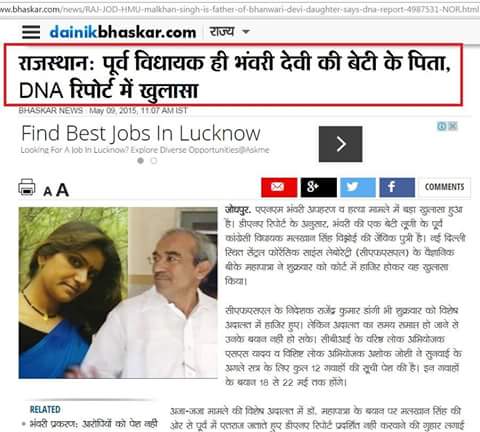 www.bhaskar.com/news/RAJ-JOD-HMU-malkhan-singh-is-father-of-bhanwari-devi-daughter-says-dna-report-4987531-NOR.html
dainikbhaskar.com राज्य
राजस्थान: पूर्व विधायक ही भंवरी देवी की बेटी के पिता,
DNA रिपोर्ट में खुलासा
BHASKAR NEWS MAY 09, 2015, 11:07 AM IST
Find Best Jobs In Lucknow
Looking For A Job In Lucknow? Explore Diverse Opportunities@Askme
A A
8+ f COMMENTS
जोधपुर. एएनएम भंवरी अपहरण व हत्या मामले में बड़ा खुलासा हुआ
है। डीएनए रिपोर्ट के अनुसार, भंवरी की एक बेटी लूणी के पूर्व
कांग्रेसी विधायक मलखान सिंह विश्नोई की जैविक पुत्री है। नई दिल्ली
स्थित सेंट्रल फोरेंसिक साइंस लेबोरेट्री (सीएफएसएल) के वैज्ञानिक
बीके महापात्रा ने शुक्रवार को कोर्ट में हाजिर होकर यह खुलासा
किया।
सीएफएसएल के निदेशक राजेंद्र कुमार डांगी भी शुक्रवार को विशेष
अदालत में हाजिर हुए। लेकिन अदालत का समय समाप्त हो जाने से
उनके बयान नहीं हो सके। सीबीआई के वरिष्ठ लोक अभियोजक
एसएस यादव व विशिष्ट लोक अभियोजक अशोक जोशी ने सुनवाई के
अगले सत्र के लिए कुल 12 गवाहों की सूची पेश की है। इन गवाहों
के बयान 18 से 22 मई तक होंगे।
RELATED
भंवरी प्रकरण: आरोपियों को पेश नहीं
अजा-जजा मामले की विशेष अदालत में डॉ. महापात्रा के बयान पर मलखान सिंह की
ओर से पूर्व में एतराज जताते हुए डीएनए रिपोर्ट प्रदर्शित नहीं करवाने की गुहार लगाई